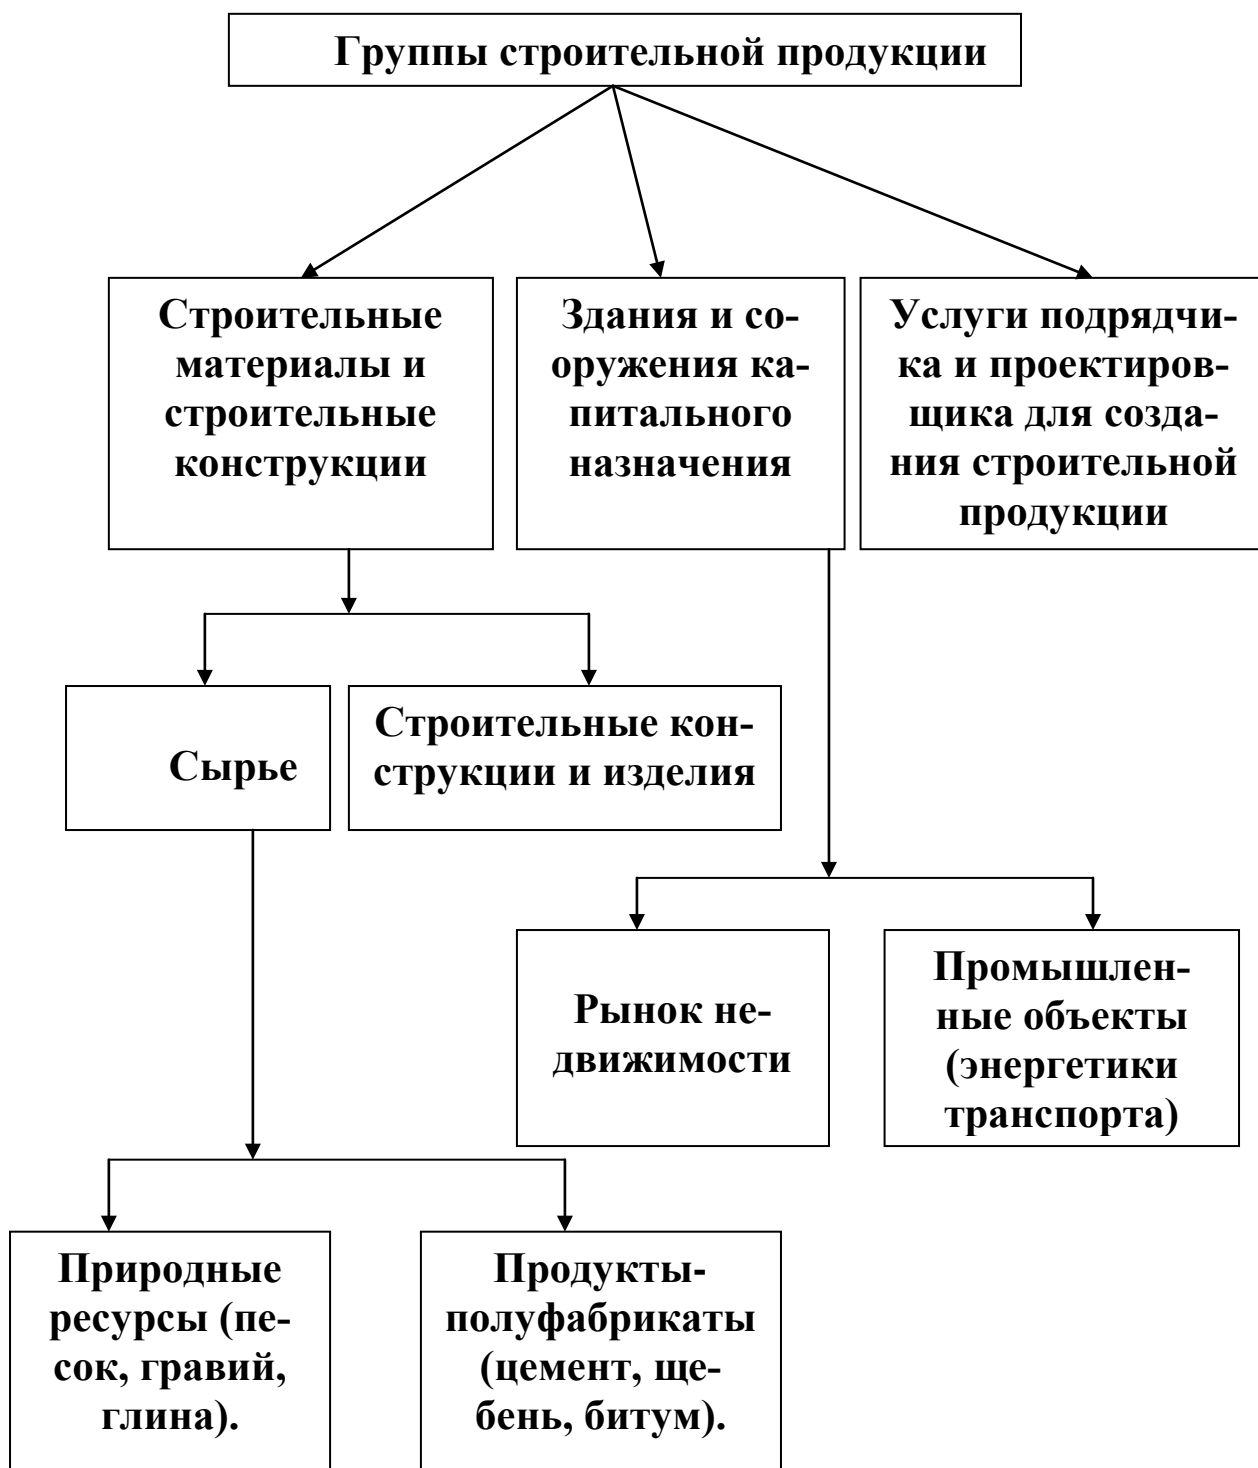 Группы строительной продукции
Строительные
материалы и
строительные
конструкции
Здания и со-
оружения ка-
питального
назначения
Услуги подрядчи-
ка и проектиров-
щика для созда-
ния строительной
продукции
Сырье
Строительные кон-
струкции и изделия
Рынок не-
движимости
Промышлен-
ные объекты
(энергетики
транспорта)
Природные
ресурсы (пе-
сок, гравий,
глина).
Продукты-
полуфабрикаты
(цемент, ще-
бень, битум).